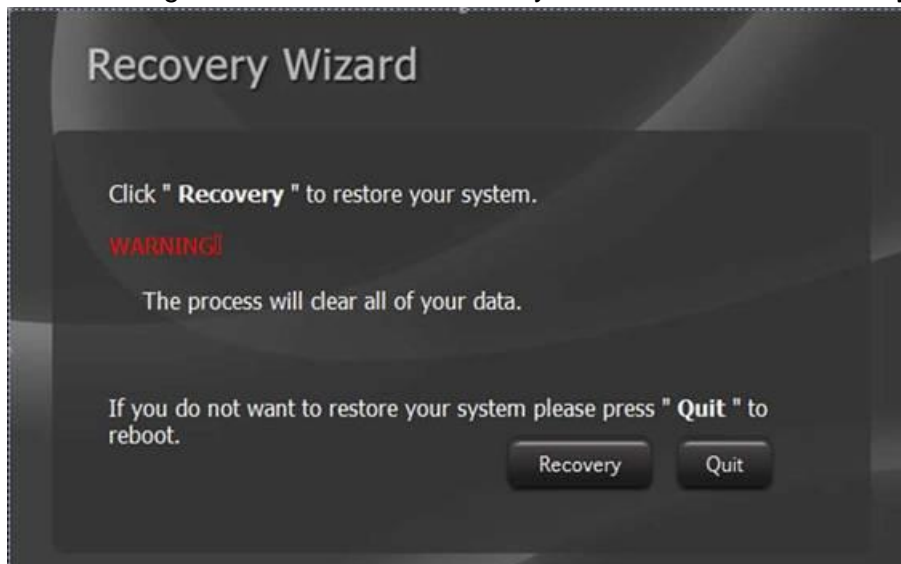 Recovery Wizard
Click " Recovery " to restore your system.
WARNING
The process will clear all of your data.
If you do not want to restore your system please press " Quit " to
reboot.
Recovery
Quit